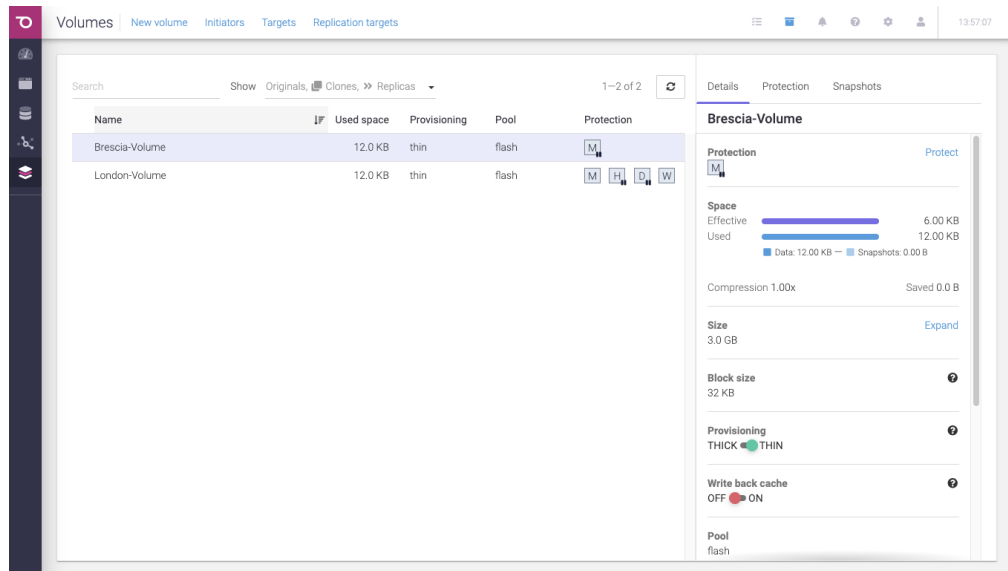 Volumes New volume Initiators Targets Replication targets 13:57:07
Search Show Originals, Clones, Replicas 1–2 of 2
Name Used space Provisioning Pool Protection
Brescia-Volume 12.0 KB thin flash M
London-Volume 12.0 KB thin flash M H D W
Details Protection Snapshots
Brescia-Volume
Protection Protect
M
Space
Effective 6.00 KB
Used 12.00 KB
Data: 12.00 KB — Snapshots: 0.00 B
Compression 1.00x Saved 0.0 B
Size Expand
3.0 GB
Block size
32 KB
Provisioning
THICK THIN
Write back cache
OFF ON
Pool
flash